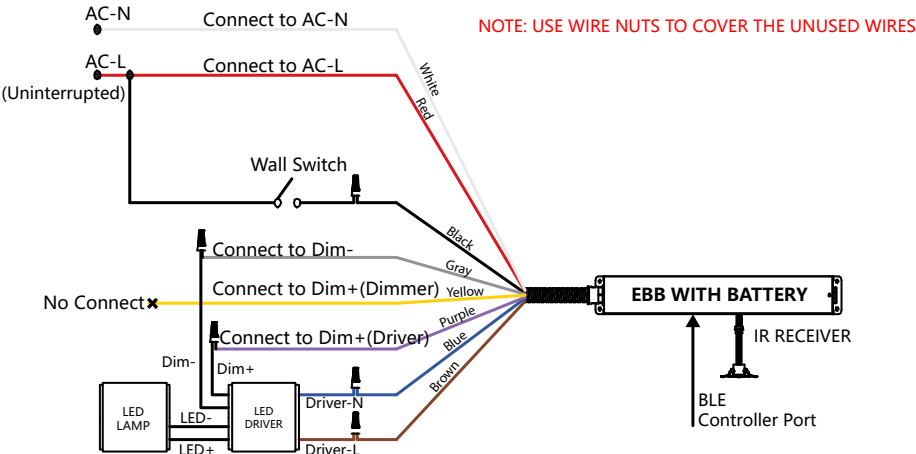 AC-N
Connect to AC-N
NOTE: USE WIRE NUTS TO COVER THE UNUSED WIRES
AC-L
Connect to AC-L
(Uninterrupted)
White
Red
Wall Switch
Black
Connect to Dim-
Gray
Connect to Dim+(Dimmer)
Yellow
No Connect
EBB WITH BATTERY
Purple
Connect to Dim+(Driver)
Blue
IR RECEIVER
Dim-
Dim+
Brown
BLE
Controller Port
Driver-N
LED
LAMP
LED-
LED
DRIVER
LED+
Driver-L